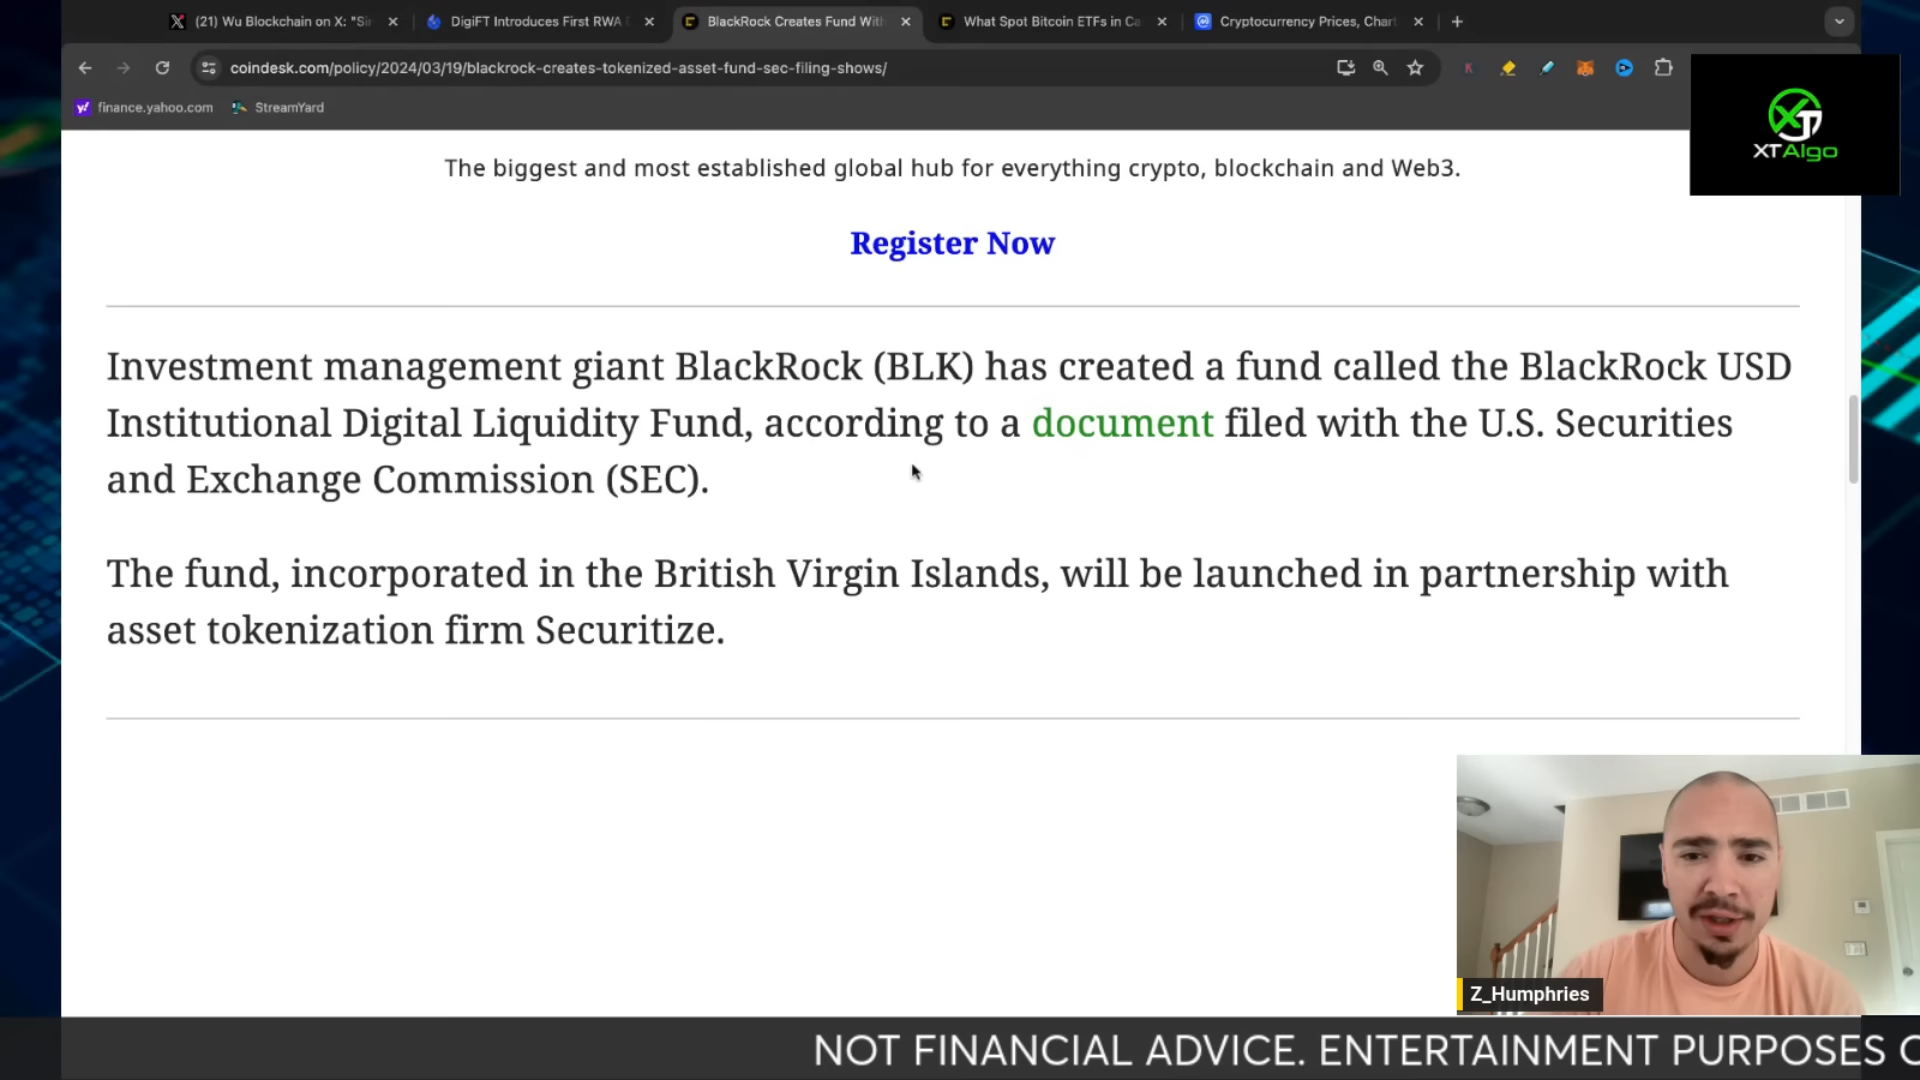 (21) Wu Blockchain on X: "Si
DigiFT Introduces First RWA
BlackRock Creates Fund With
What Spot Bitcoin ETFs in Ca
Cryptocurrency Prices, Chart
coindesk.com/policy/2024/03/19/blackrock-creates-tokenized-asset-fund-sec-filing-shows/
finance.yahoo.com
StreamYard
XTAlgo
The biggest and most established global hub for everything crypto, blockchain and Web3.
Register Now
Investment management giant BlackRock (BLK) has created a fund called the BlackRock USD
Institutional Digital Liquidity Fund, according to a document filed with the U.S. Securities
and Exchange Commission (SEC).
The fund, incorporated in the British Virgin Islands, will be launched in partnership with
asset tokenization firm Securitize.
Z_Humphries
NOT FINANCIAL ADVICE. ENTERTAINMENT PURPOSES